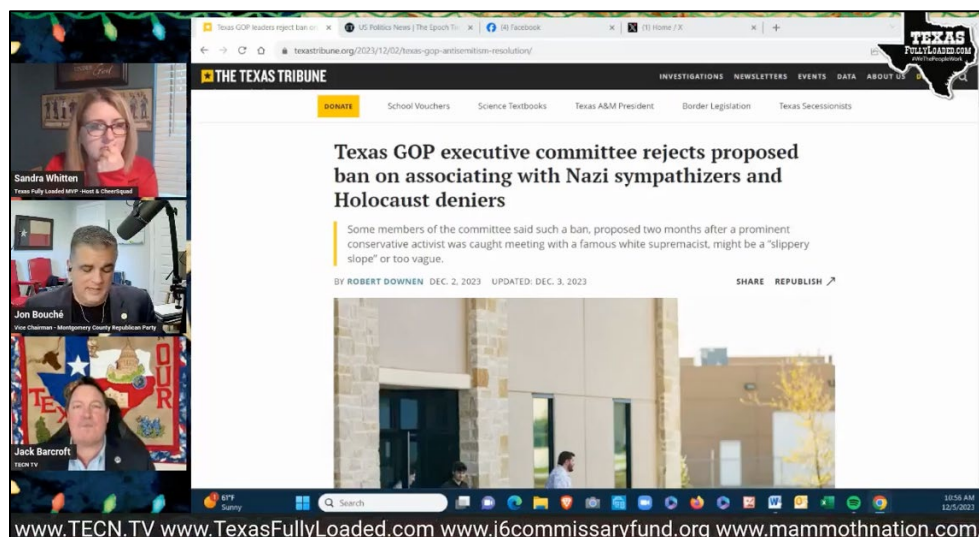 Texas GOP leaders reject ban on
US Politics News | The Epoch Tim
(4) Facebook
(1) Home / X
texastribune.org/2023/12/02/texas-gop-antisemitism-resolution/
TEXAS
FULLYLOADED.COM
#WeThePeopleWork
THE TEXAS TRIBUNE
INVESTIGATIONS NEWSLETTERS EVENTS DATA ABOUT US
DONATE School Vouchers Science Textbooks Texas A&M President Border Legislation Texas Secessionists
Texas GOP executive committee rejects proposed
ban on associating with Nazi sympathizers and
Holocaust deniers
Some members of the committee said such a ban, proposed two months after a prominent
conservative activist was caught meeting with a famous white supremacist, might be a "slippery
slope" or too vague.
BY ROBERT DOWNEN DEC. 2, 2023 UPDATED: DEC. 3, 2023
SHARE REPUBLISH
Sandra Whitten
Texas Fully Loaded MVP -Host & CheerSquad
Jon Bouché
Vice Chairman - Montgomery County Republican Party
TEX
OUR
Jack Barcroft
TECN TV
61°F
Sunny
Search
10:56 AM
12/5/2023
www.TECN.TV www.TexasFullyLoaded.com www.j6commissaryfund.org www.mammothnation.com